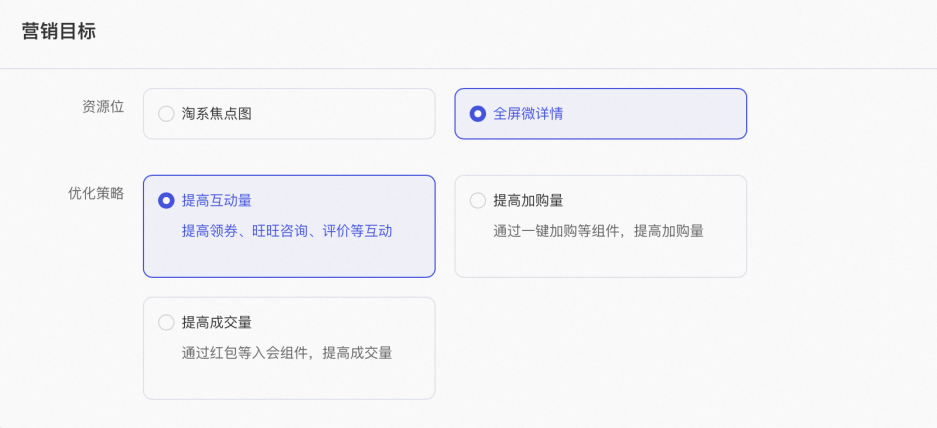 营销目标
资源位
淘系焦点图
全屏微详情
优化策略
提高互动量
提高领券、旺旺咨询、评价等互动
提高加购量
通过一键加购等组件，提高加购量
提高成交量
通过红包等入会组件，提高成交量